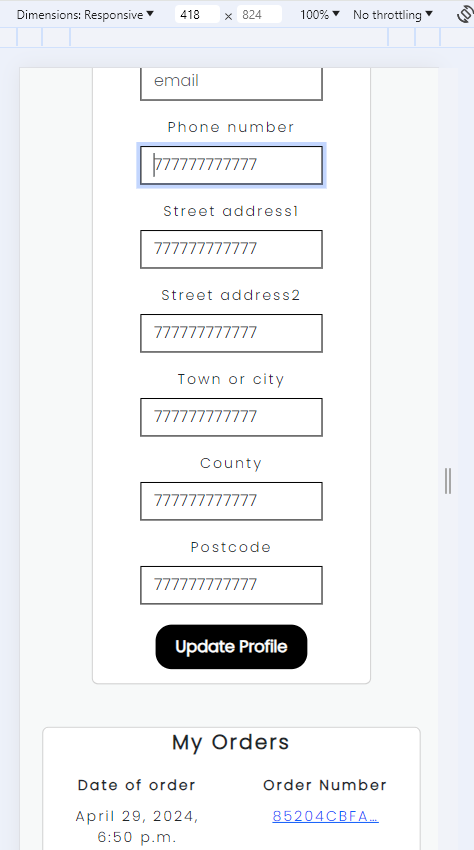 Dimensions: Responsive 418 × 824 100% No throttling
email
Phone number
777777777777
Street address1
777777777777
Street address2
777777777777
Town or city
777777777777
County
777777777777
Postcode
777777777777
Update Profile
My Orders
Date of order Order Number
April 29, 2024, 85204CBFA...
6:50 p.m.